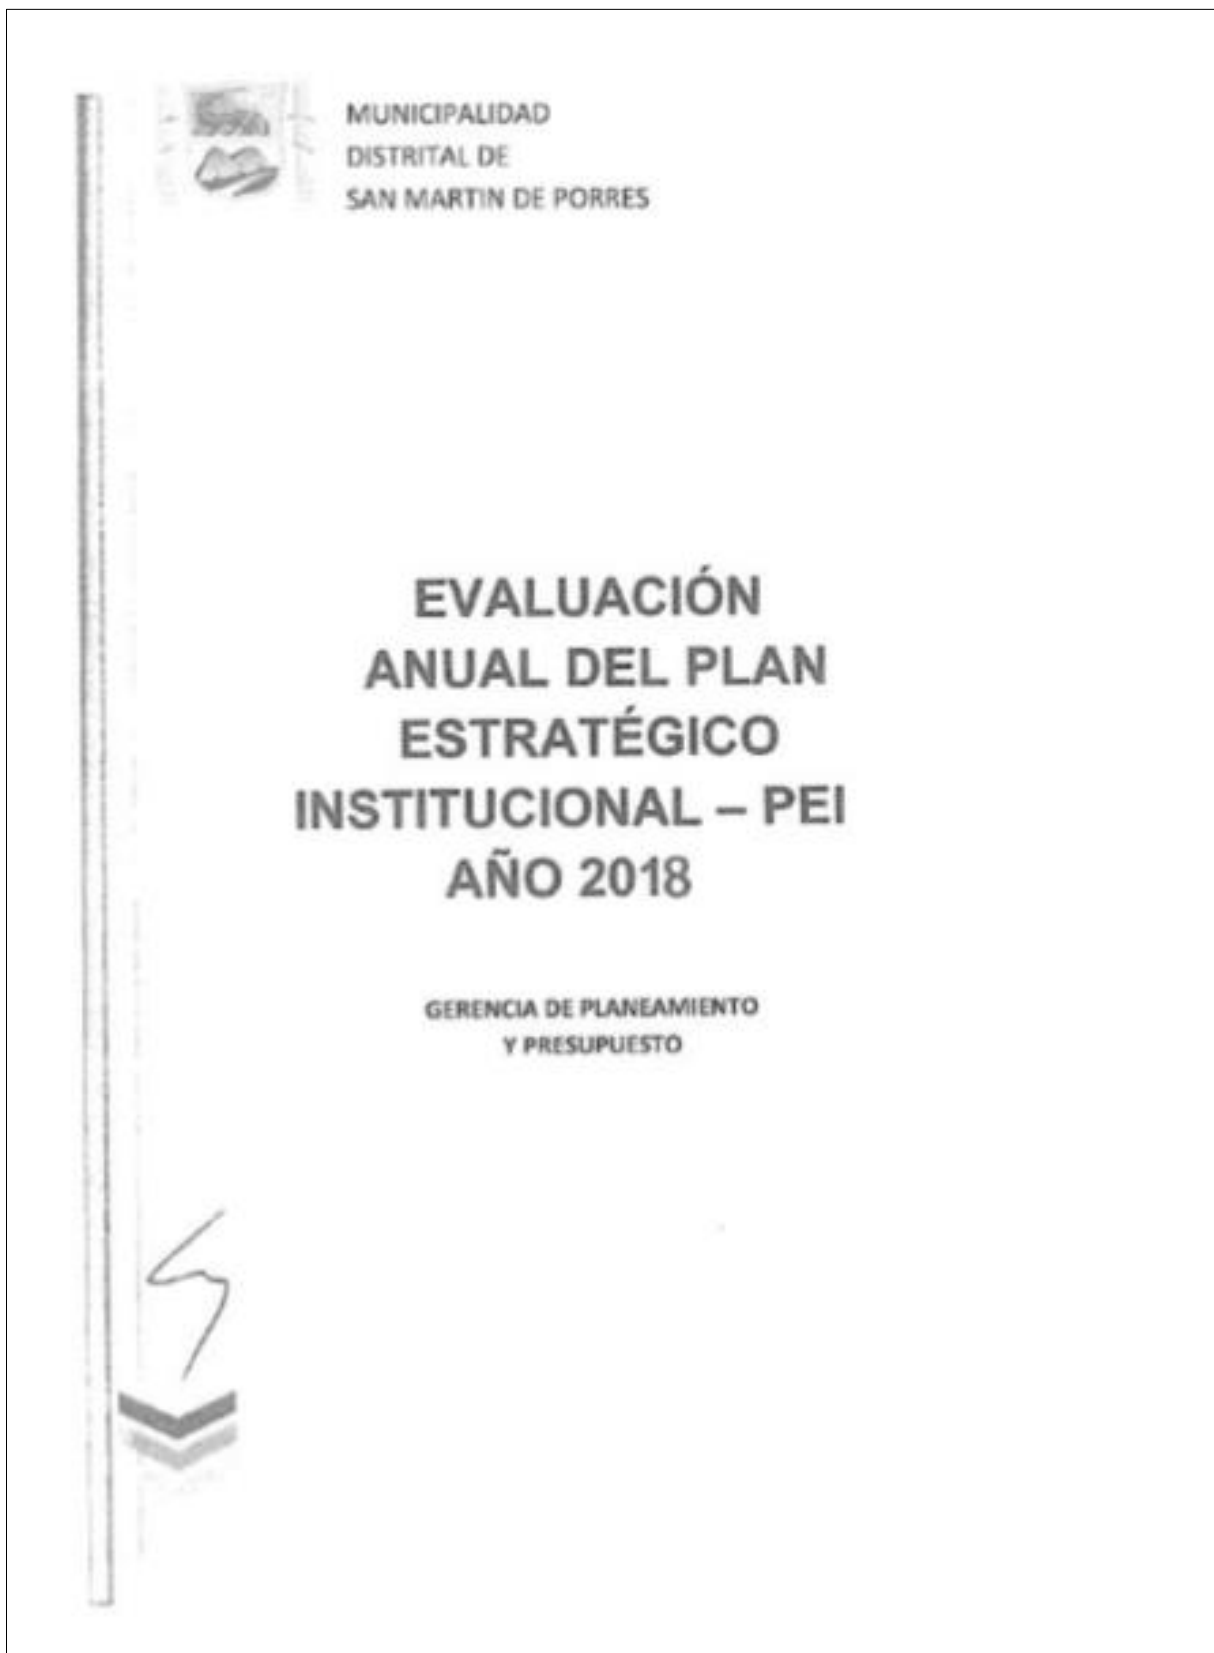 MUNICIPALIDAD
DISTRITAL DE
SAN MARTIN DE PORRES
EVALUACIÓN
ANUAL DEL PLAN
ESTRATÉGICO
INSTITUCIONAL – PEI
AÑO 2018
GERENCIA DE PLANEAMIENTO
Y PRESUPUESTO